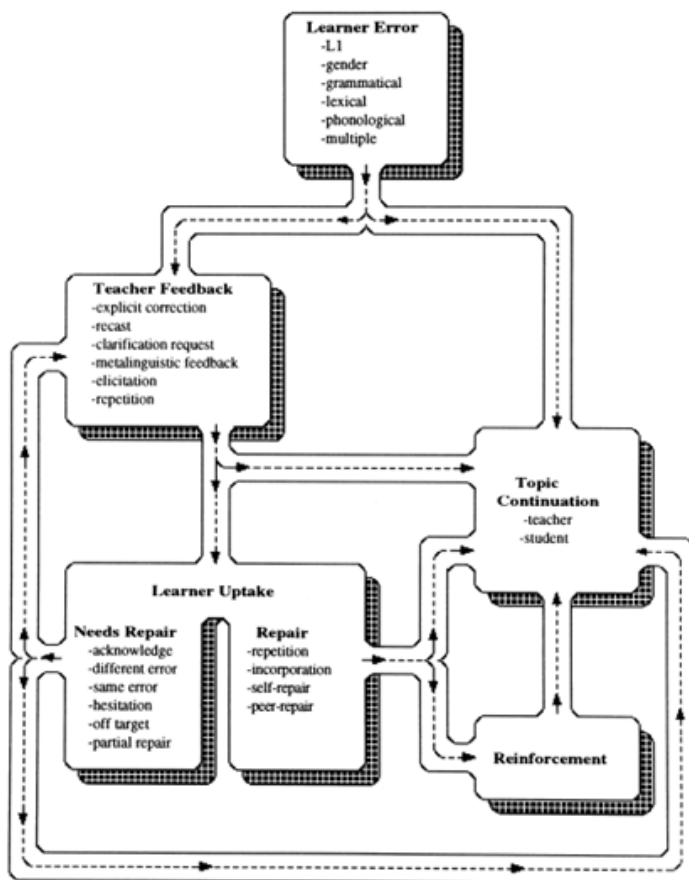 Learner Error
-L1
-gender
-grammatical
-lexical
-phonological
-multiple
Teacher Feedback
-explicit correction
-recast
-clarification request
-metalinguistic feedback
-elicitation
-repetition
Topic
Continuation
-teacher
-student
Learner Uptake
Needs Repair
-acknowledge
-different error
-same error
-hesitation
-off target
-partial repair
Repair
-repetition
-incorporation
-self-repair
-peer-repair
Reinforcement